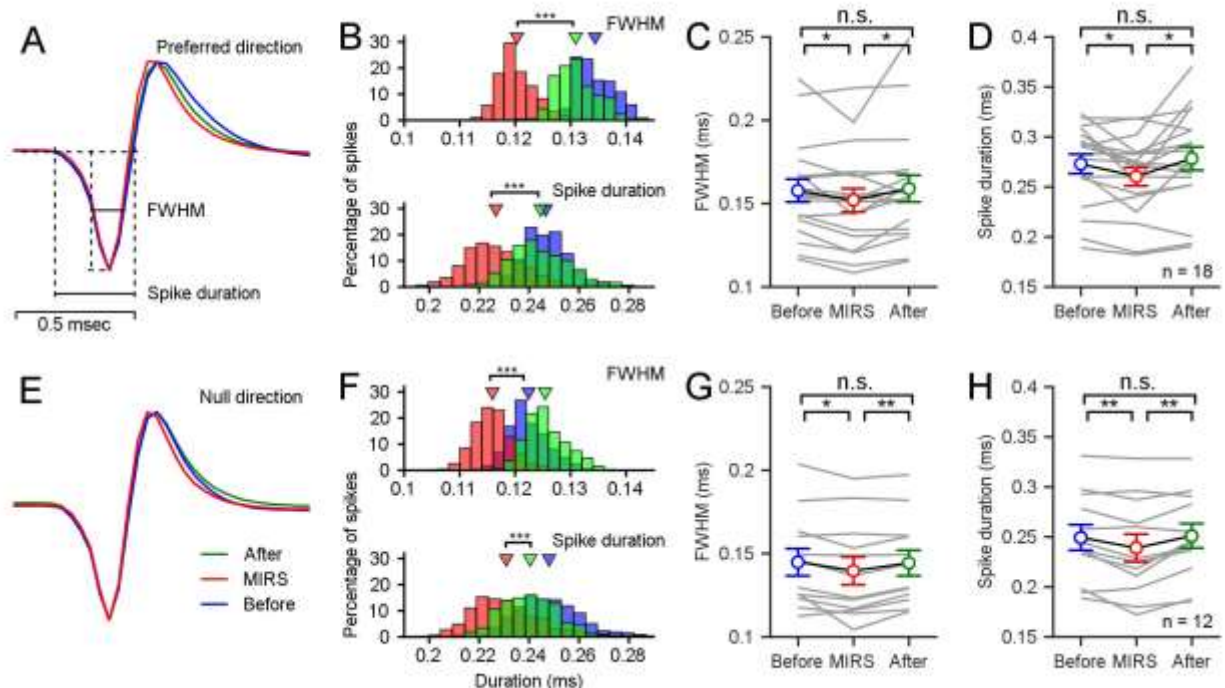 A
Preferred direction
FWHM
Spike duration
0.5 msec
B
FWHM
***
30
20
10
0
0.1
0.12
0.13
0.14
Percentage of spikes
Spike duration
***
30
20
10
0
0.2
0.22
0.24
0.26
0.28
C
n.s.
*
*
0.25
0.2
0.15
0.1
FWHM (ms)
Before
MIRS
After
D
n.s.
*
*
0.4
0.35
0.3
0.25
0.2
0.15
Spike duration (ms)
n = 18
Before
MIRS
After
E
Null direction
After
MIRS
Before
F
FWHM
***
30
20
10
0
0.1
0.11
0.12
0.13
0.14
Percentage of spikes
Spike duration
***
30
20
10
0
0.2
0.22
0.24
0.26
0.28
Duration (ms)
G
n.s.
*
**
0.25
0.2
0.15
0.1
FWHM (ms)
Before
MIRS
After
H
n.s.
**
**
0.4
0.35
0.3
0.25
0.2
0.15
Spike duration (ms)
n = 12
Before
MIRS
After